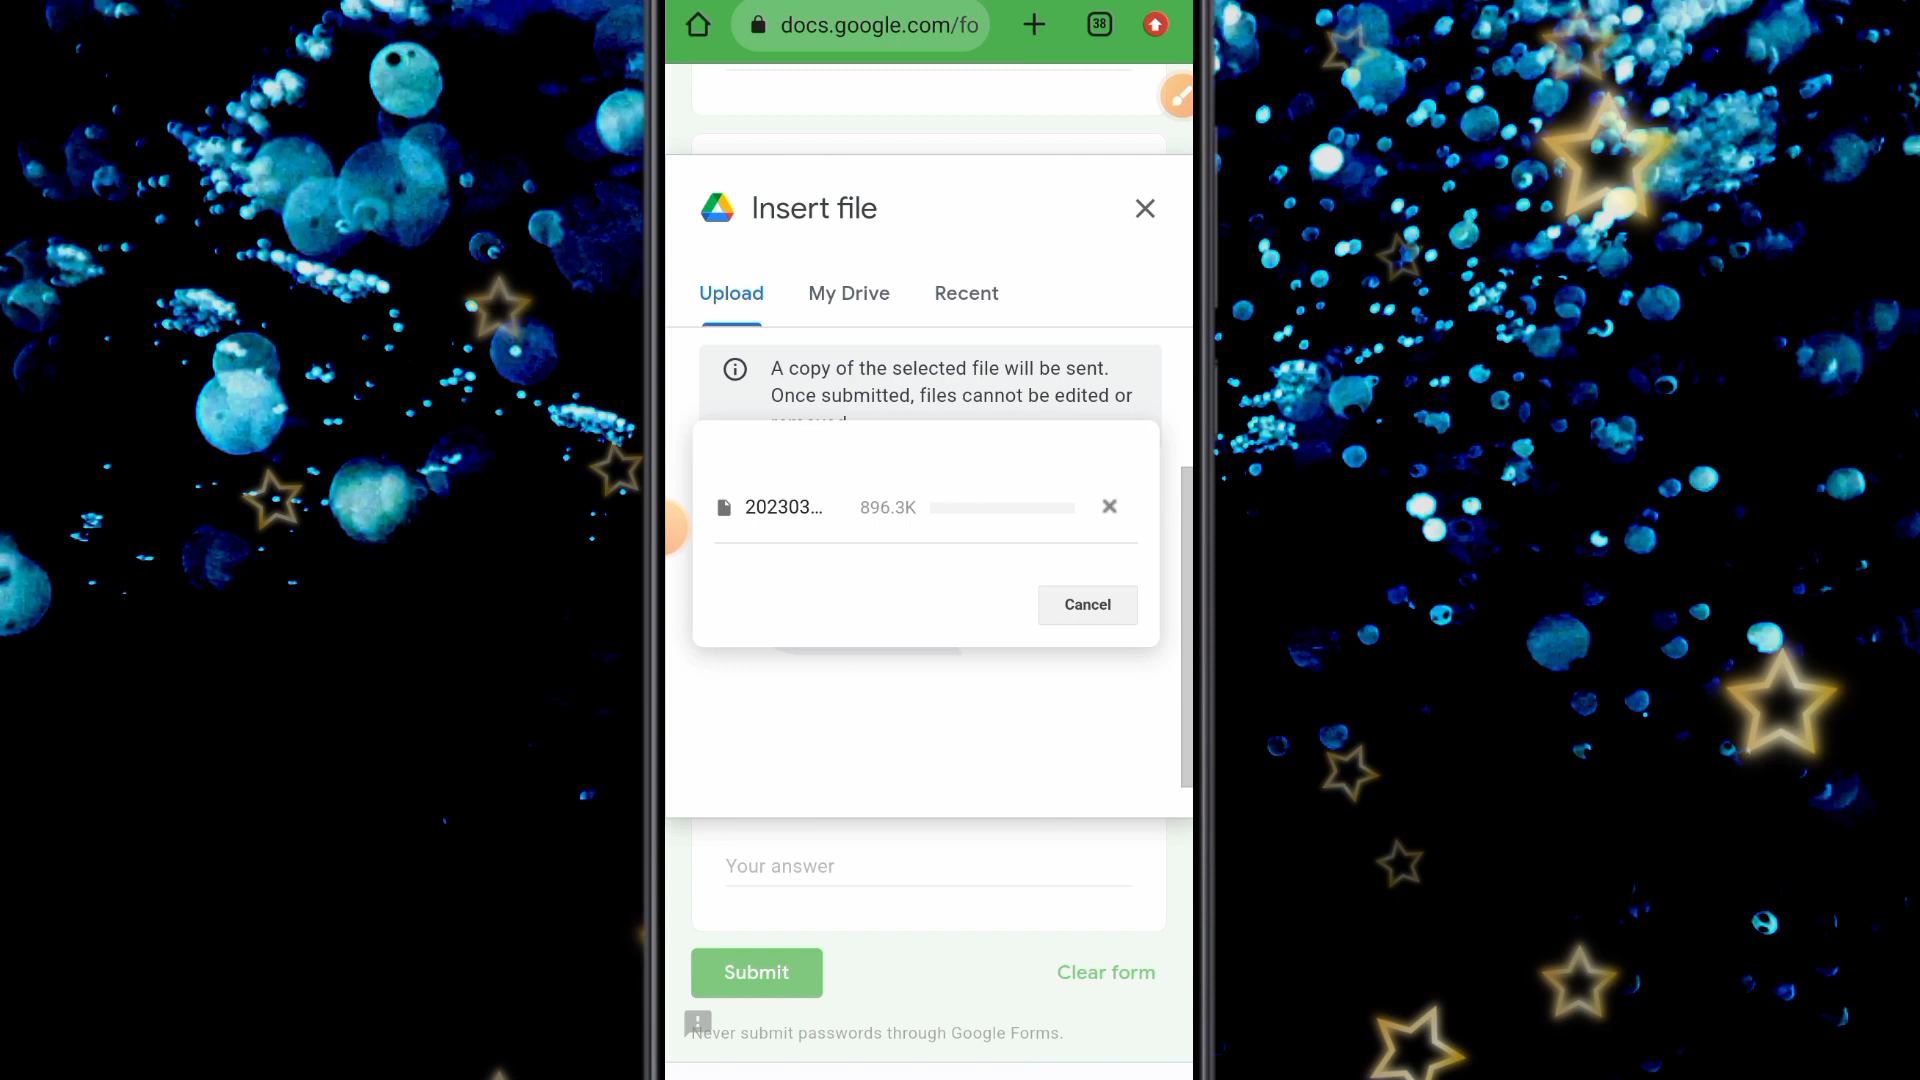 docs.google.com/fo
38
Insert file
Upload My Drive Recent
A copy of the selected file will be sent.
Once submitted, files cannot be edited or
202303... 896.3K
Cancel
Your answer
Submit Clear form
Never submit passwords through Google Forms.